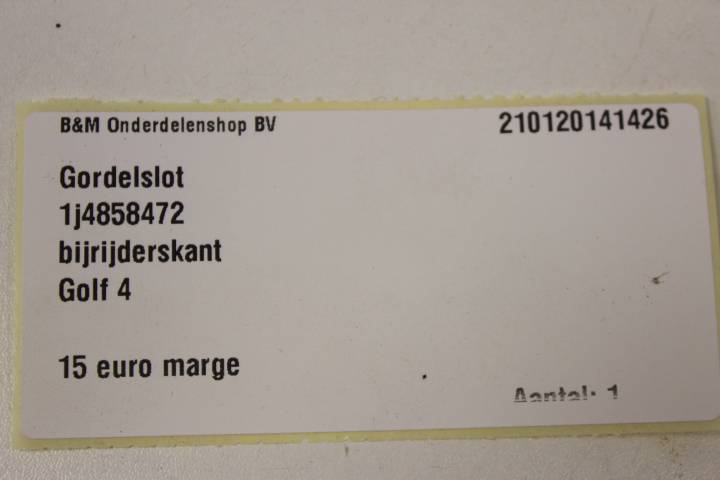 B&M Onderdelenshop BV 210120141426
Gordelslot
1j4858472
bijrijderskant
Golf 4
15 euro marge
Aantal: 1